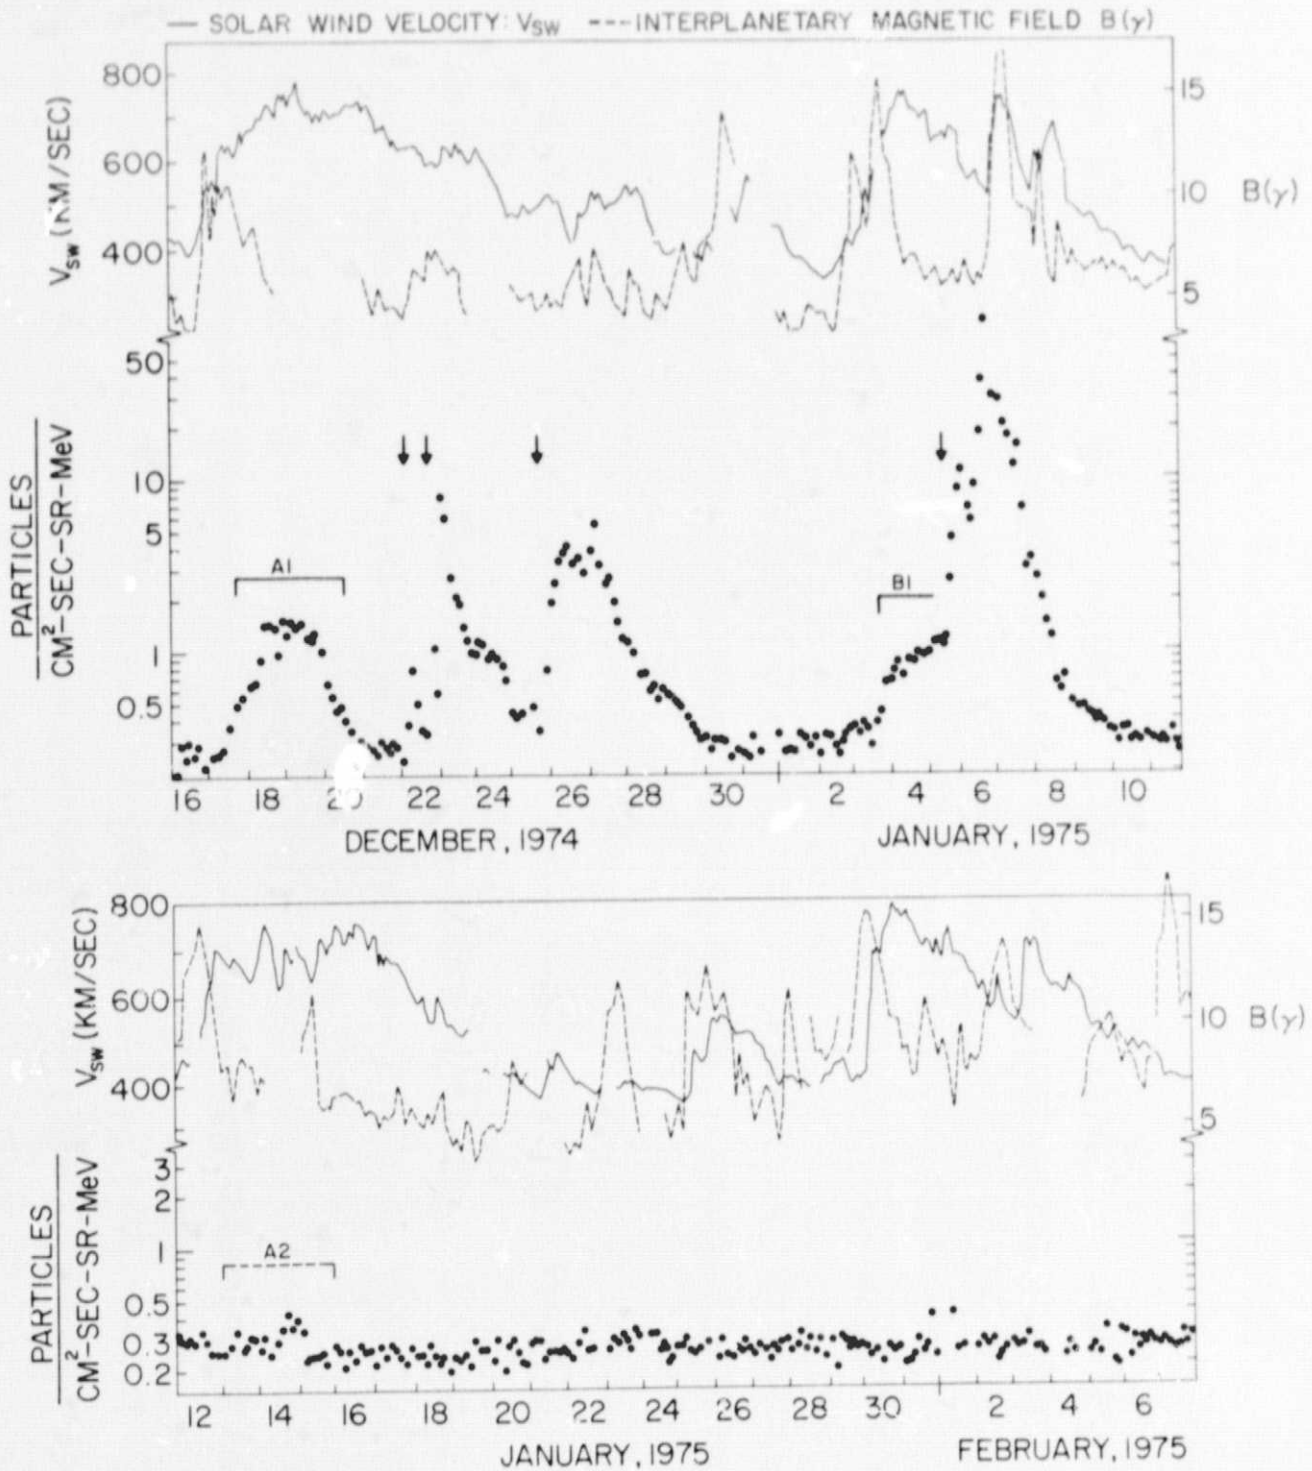 — SOLAR WIND VELOCITY: VSW --- INTERPLANETARY MAGNETIC FIELD B(γ)
800
600
400
VSW (KM/SEC)
15
10
5
B(γ)
50
10
5
1
0.5
PARTICLES
CM²-SEC-SR-MeV
A1
B1
16 18 20 22 24 26 28 30 2 4 6 8 10
DECEMBER, 1974 JANUARY, 1975
800
600
400
VSW (KM/SEC)
15
10
5
B(γ)
3
2
1
0.5
0.3
0.2
PARTICLES
CM²-SEC-SR-MeV
A2
12 14 16 18 20 22 24 26 28 30 2 4 6
JANUARY, 1975 FEBRUARY, 1975